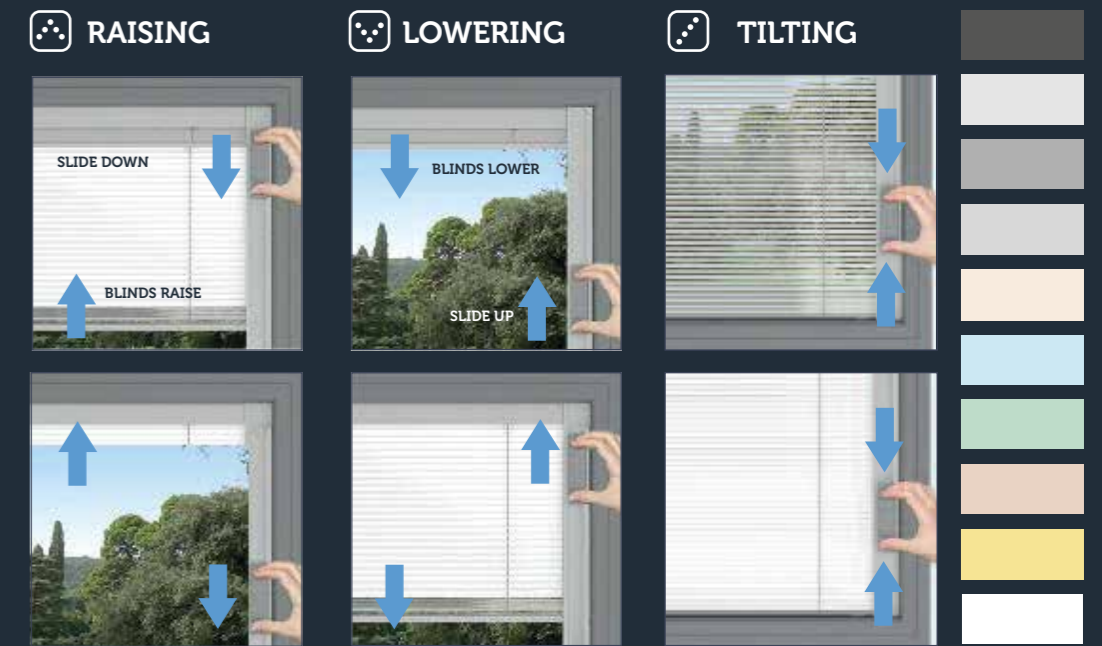 RAISING
LOWERING
TILTING
SLIDE DOWN
BLINDS RAISE
BLINDS LOWER
SLIDE UP